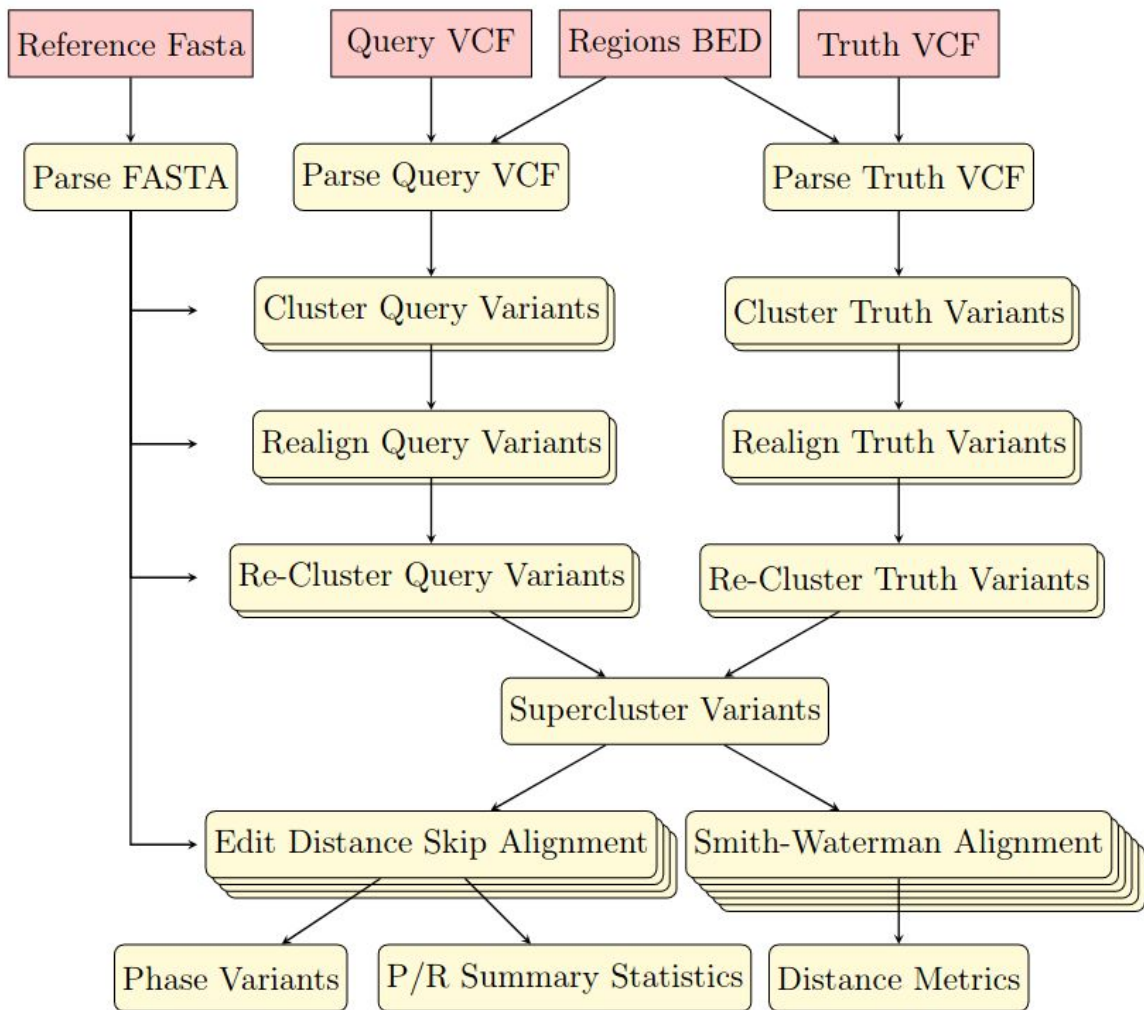 Reference Fasta
Query VCF
Regions BED
Truth VCF
Parse FASTA
Parse Query VCF
Parse Truth VCF
Cluster Query Variants
Cluster Truth Variants
Realign Query Variants
Realign Truth Variants
Re-Cluster Query Variants
Re-Cluster Truth Variants
Supercluster Variants
Edit Distance Skip Alignment
Smith-Waterman Alignment
Phase Variants
P/R Summary Statistics
Distance Metrics